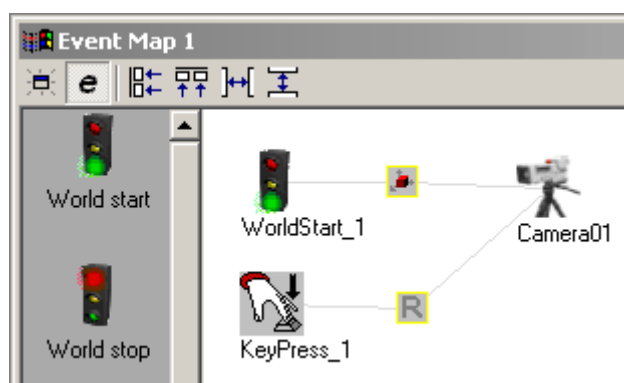 Event Map 1
e
World start
WorldStart_1
Camera01
R
KeyPress_1
World stop